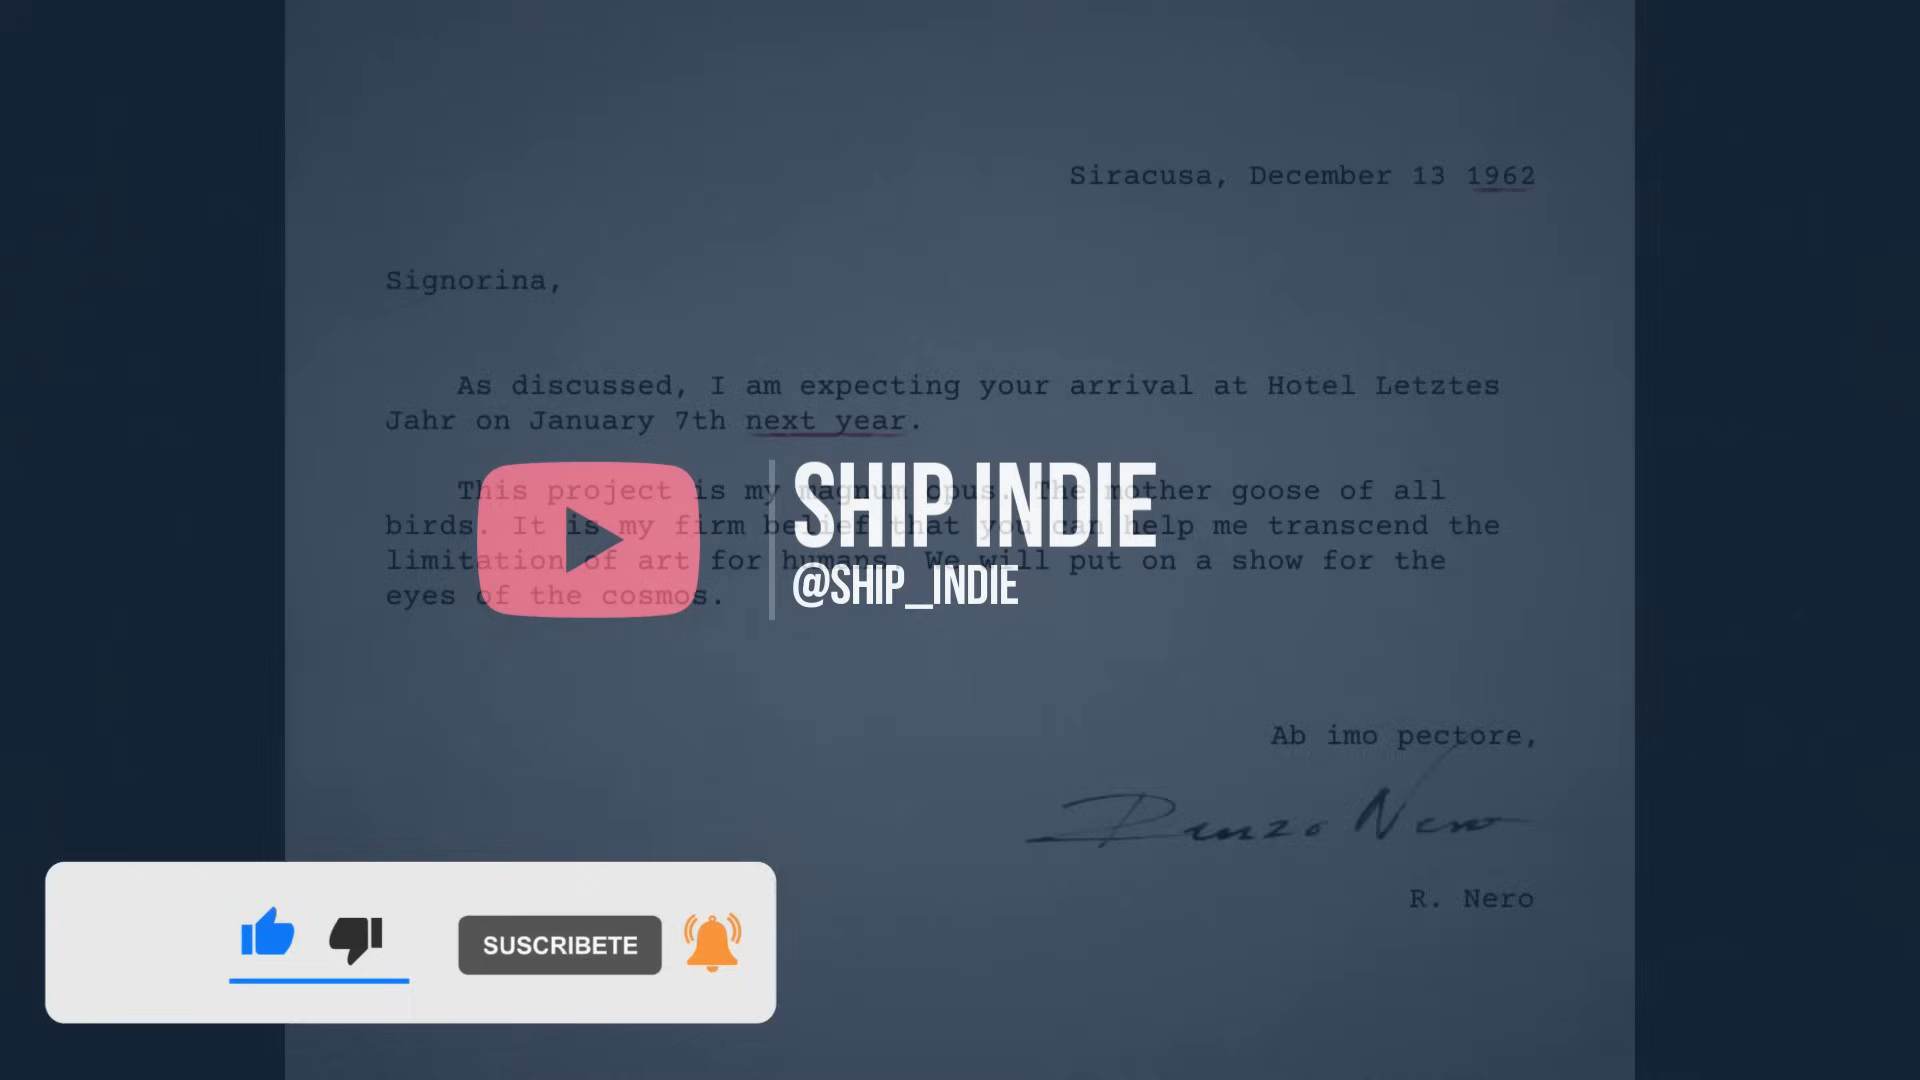 Siracusa, December 13 1962
Signorina,
As discussed, I am expecting your arrival at Hotel Letztes
Jahr on January 7th next year.
This project is my magnum opus. The mother goose of all
birds. It is my firm belief that you can help me transcend the
limitation of art for humans. We will put on a show for the
eyes of the cosmos.
SHIP INDIE
@SHIP_INDIE
Ab imo pectore,
Renzo Nero
R. Nero
SUSCRIBETE